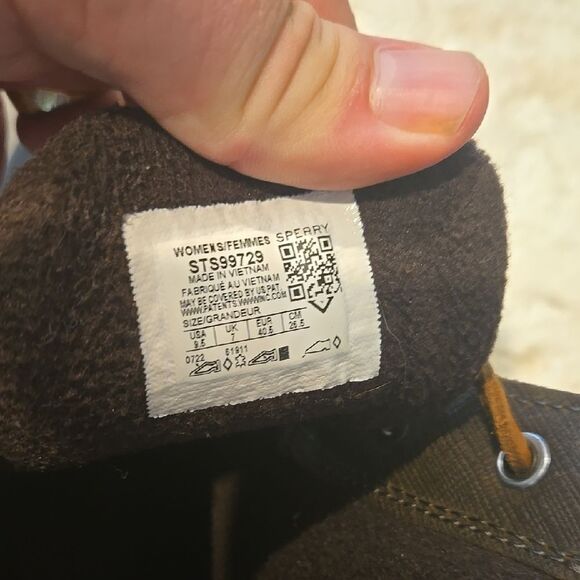 WOMENS/FEMMES SPERRY
STS99729
MADE IN VIETNAM
FABRIQUÉ AU VIETNAM
MAY BE COVERED BY US PAT.
WWW.PATENTS.WWWINC.COM
SIZE/GRANDEUR
USA UK EUR CM
9.5 7 40.5 26.5
0722 61911